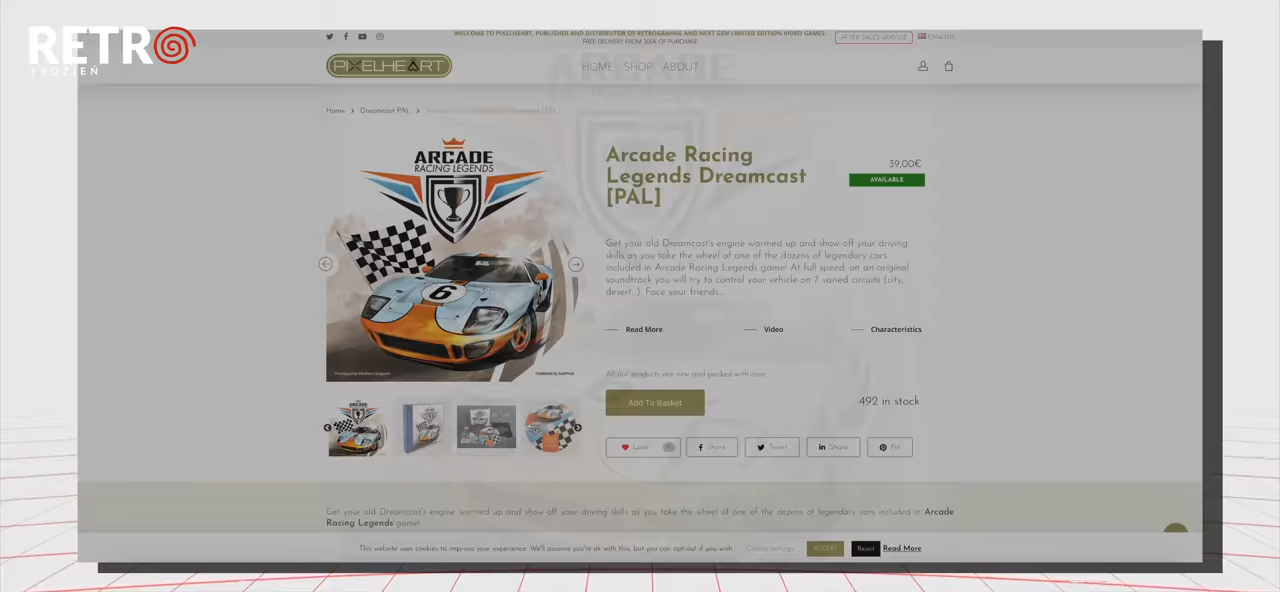 RETRO
TYDZIEŃ
WELCOME TO PIXELHEART, PUBLISHER AND DISTRIBUTOR OF RETROGAMING AND NEXT GEN LIMITED EDITION VIDEO GAMES.
FREE DELIVERY FROM 300€ OF PURCHASE
AFTER SALES SERVICE
ENGLISH
PIXELHEART
HOME SHOP ABOUT
Home > Dreamcast PAL >
ARCADE
RACING LEGENDS
6
Arcade Racing
Legends Dreamcast
[PAL]
39,00€
AVAILABLE
Get your old Dreamcast's engine warmed up and show off your driving
skills as you take the wheel of one of the dozens of legendary cars
included in Arcade Racing Legends game! At full speed, on an original
soundtrack you will try to control your vehicle on 7 varied circuits (city,
desert...) Face your friends...
Read More
Video
Characteristics
All our products are new and packed with care
Add To Basket
492 in stock
Love
Share
Tweet
Share
Pin
Get your old Dreamcast's engine warmed up and show off your driving skills as you take the wheel of one of the dozens of legendary cars included in Arcade
Racing Legends game!
This website uses cookies to improve your experience. We'll assume you're ok with this, but you can opt-out if you wish.
Cookie settings
ACCEPT
Reject
Read More